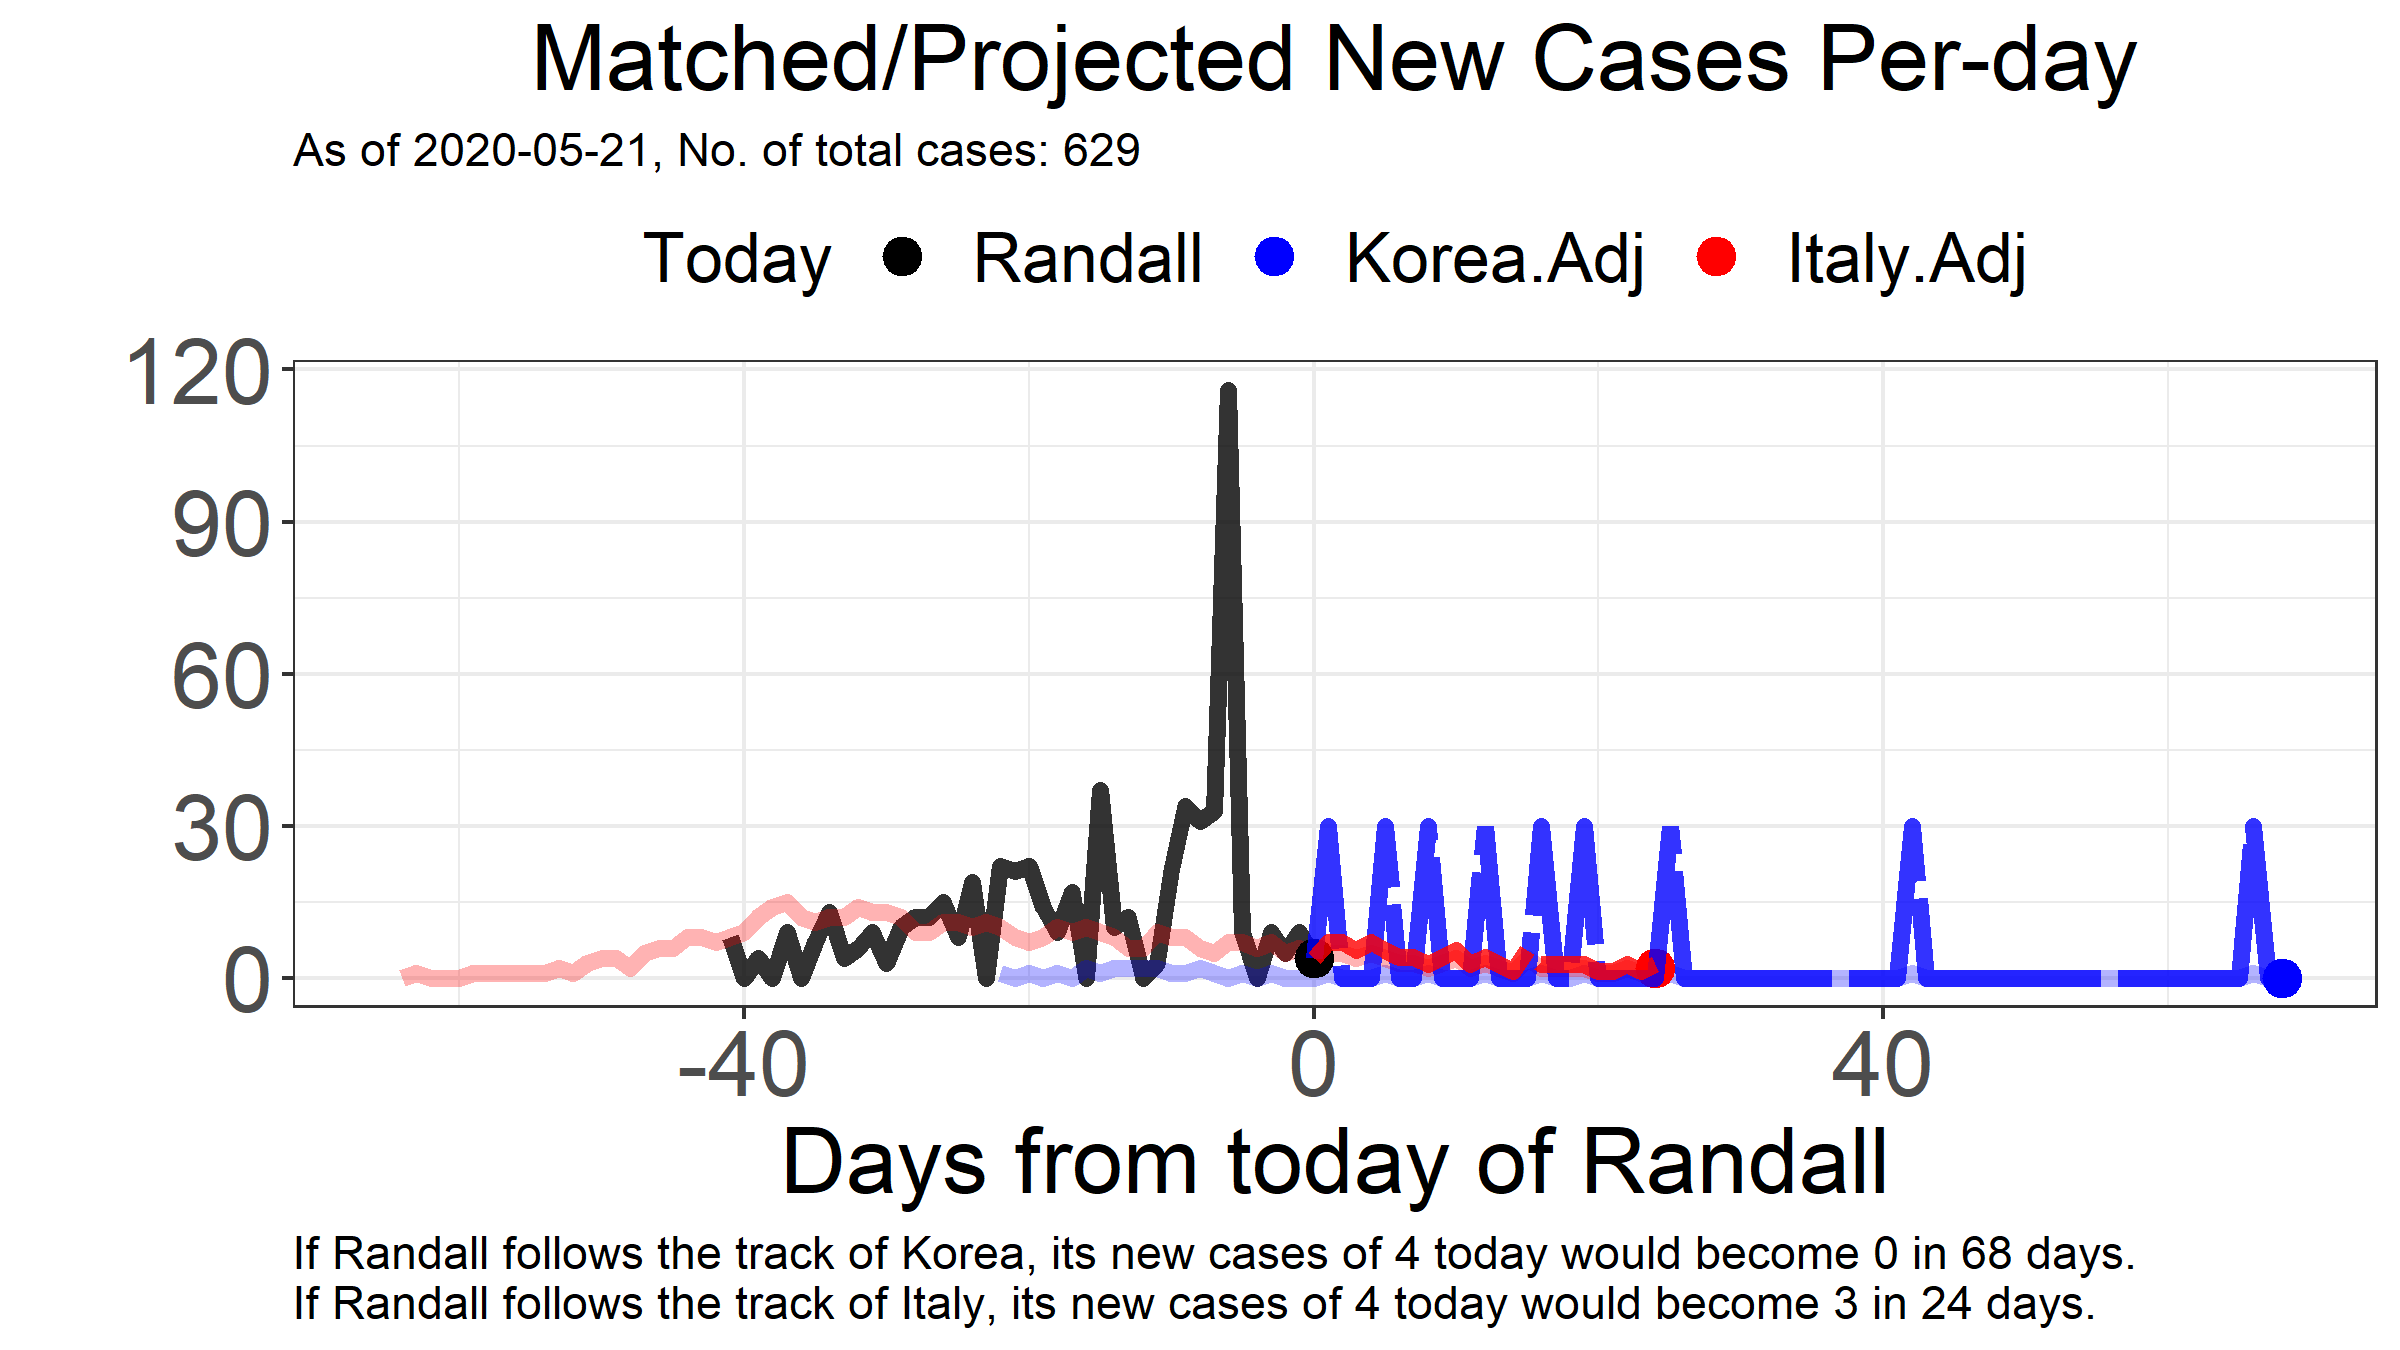 Matched/Projected New Cases Per-day
As of 2020-05-21, No. of total cases: 629
Today Randall Korea.Adj Italy.Adj
120
90
60
30
0
-40 0 40
Days from today of Randall
If Randall follows the track of Korea, its new cases of 4 today would become 0 in 68 days.
If Randall follows the track of Italy, its new cases of 4 today would become 3 in 24 days.